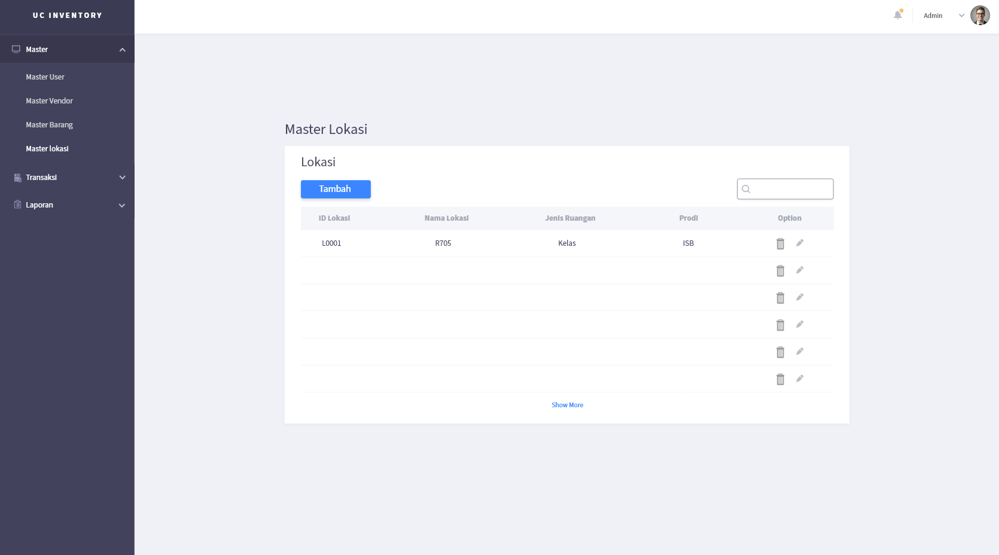 UC INVENTORY
Admin
Master
Master User
Master Vendor
Master Barang
Master lokasi
Transaksi
Laporan
Master Lokasi
Lokasi
Tambah
ID Lokasi Nama Lokasi Jenis Ruangan Prodi Option
L0001 R705 Kelas ISB
Show More